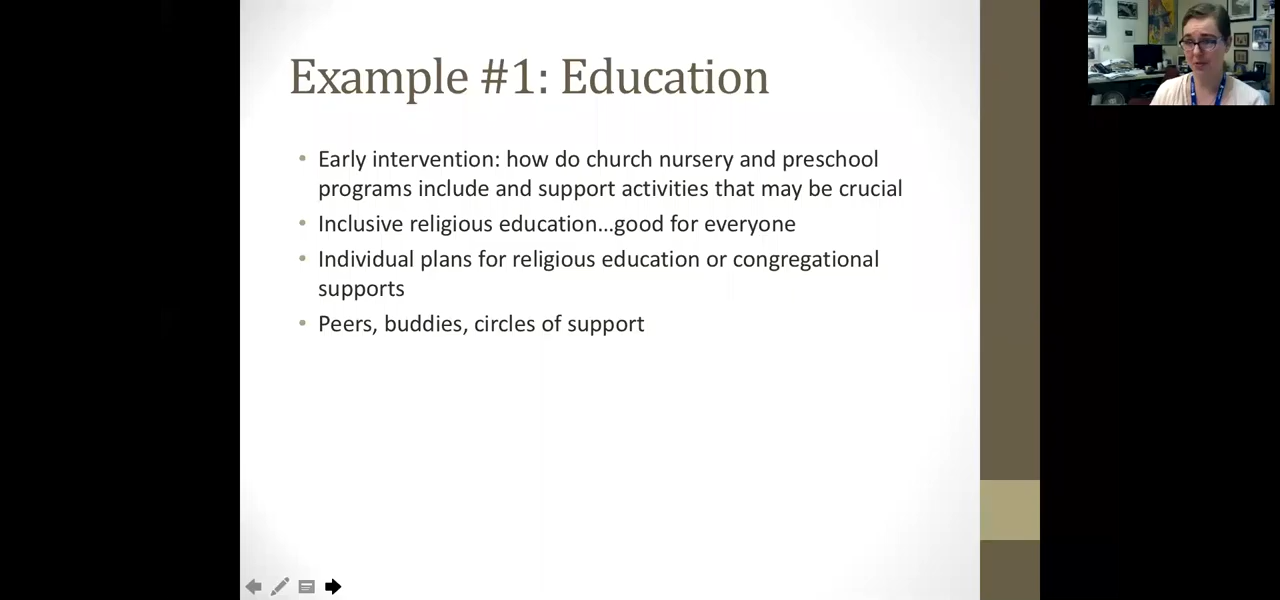 Example #1: Education
• Early intervention: how do church nursery and preschool
programs include and support activities that may be crucial
• Inclusive religious education...good for everyone
• Individual plans for religious education or congregational
supports
• Peers, buddies, circles of support